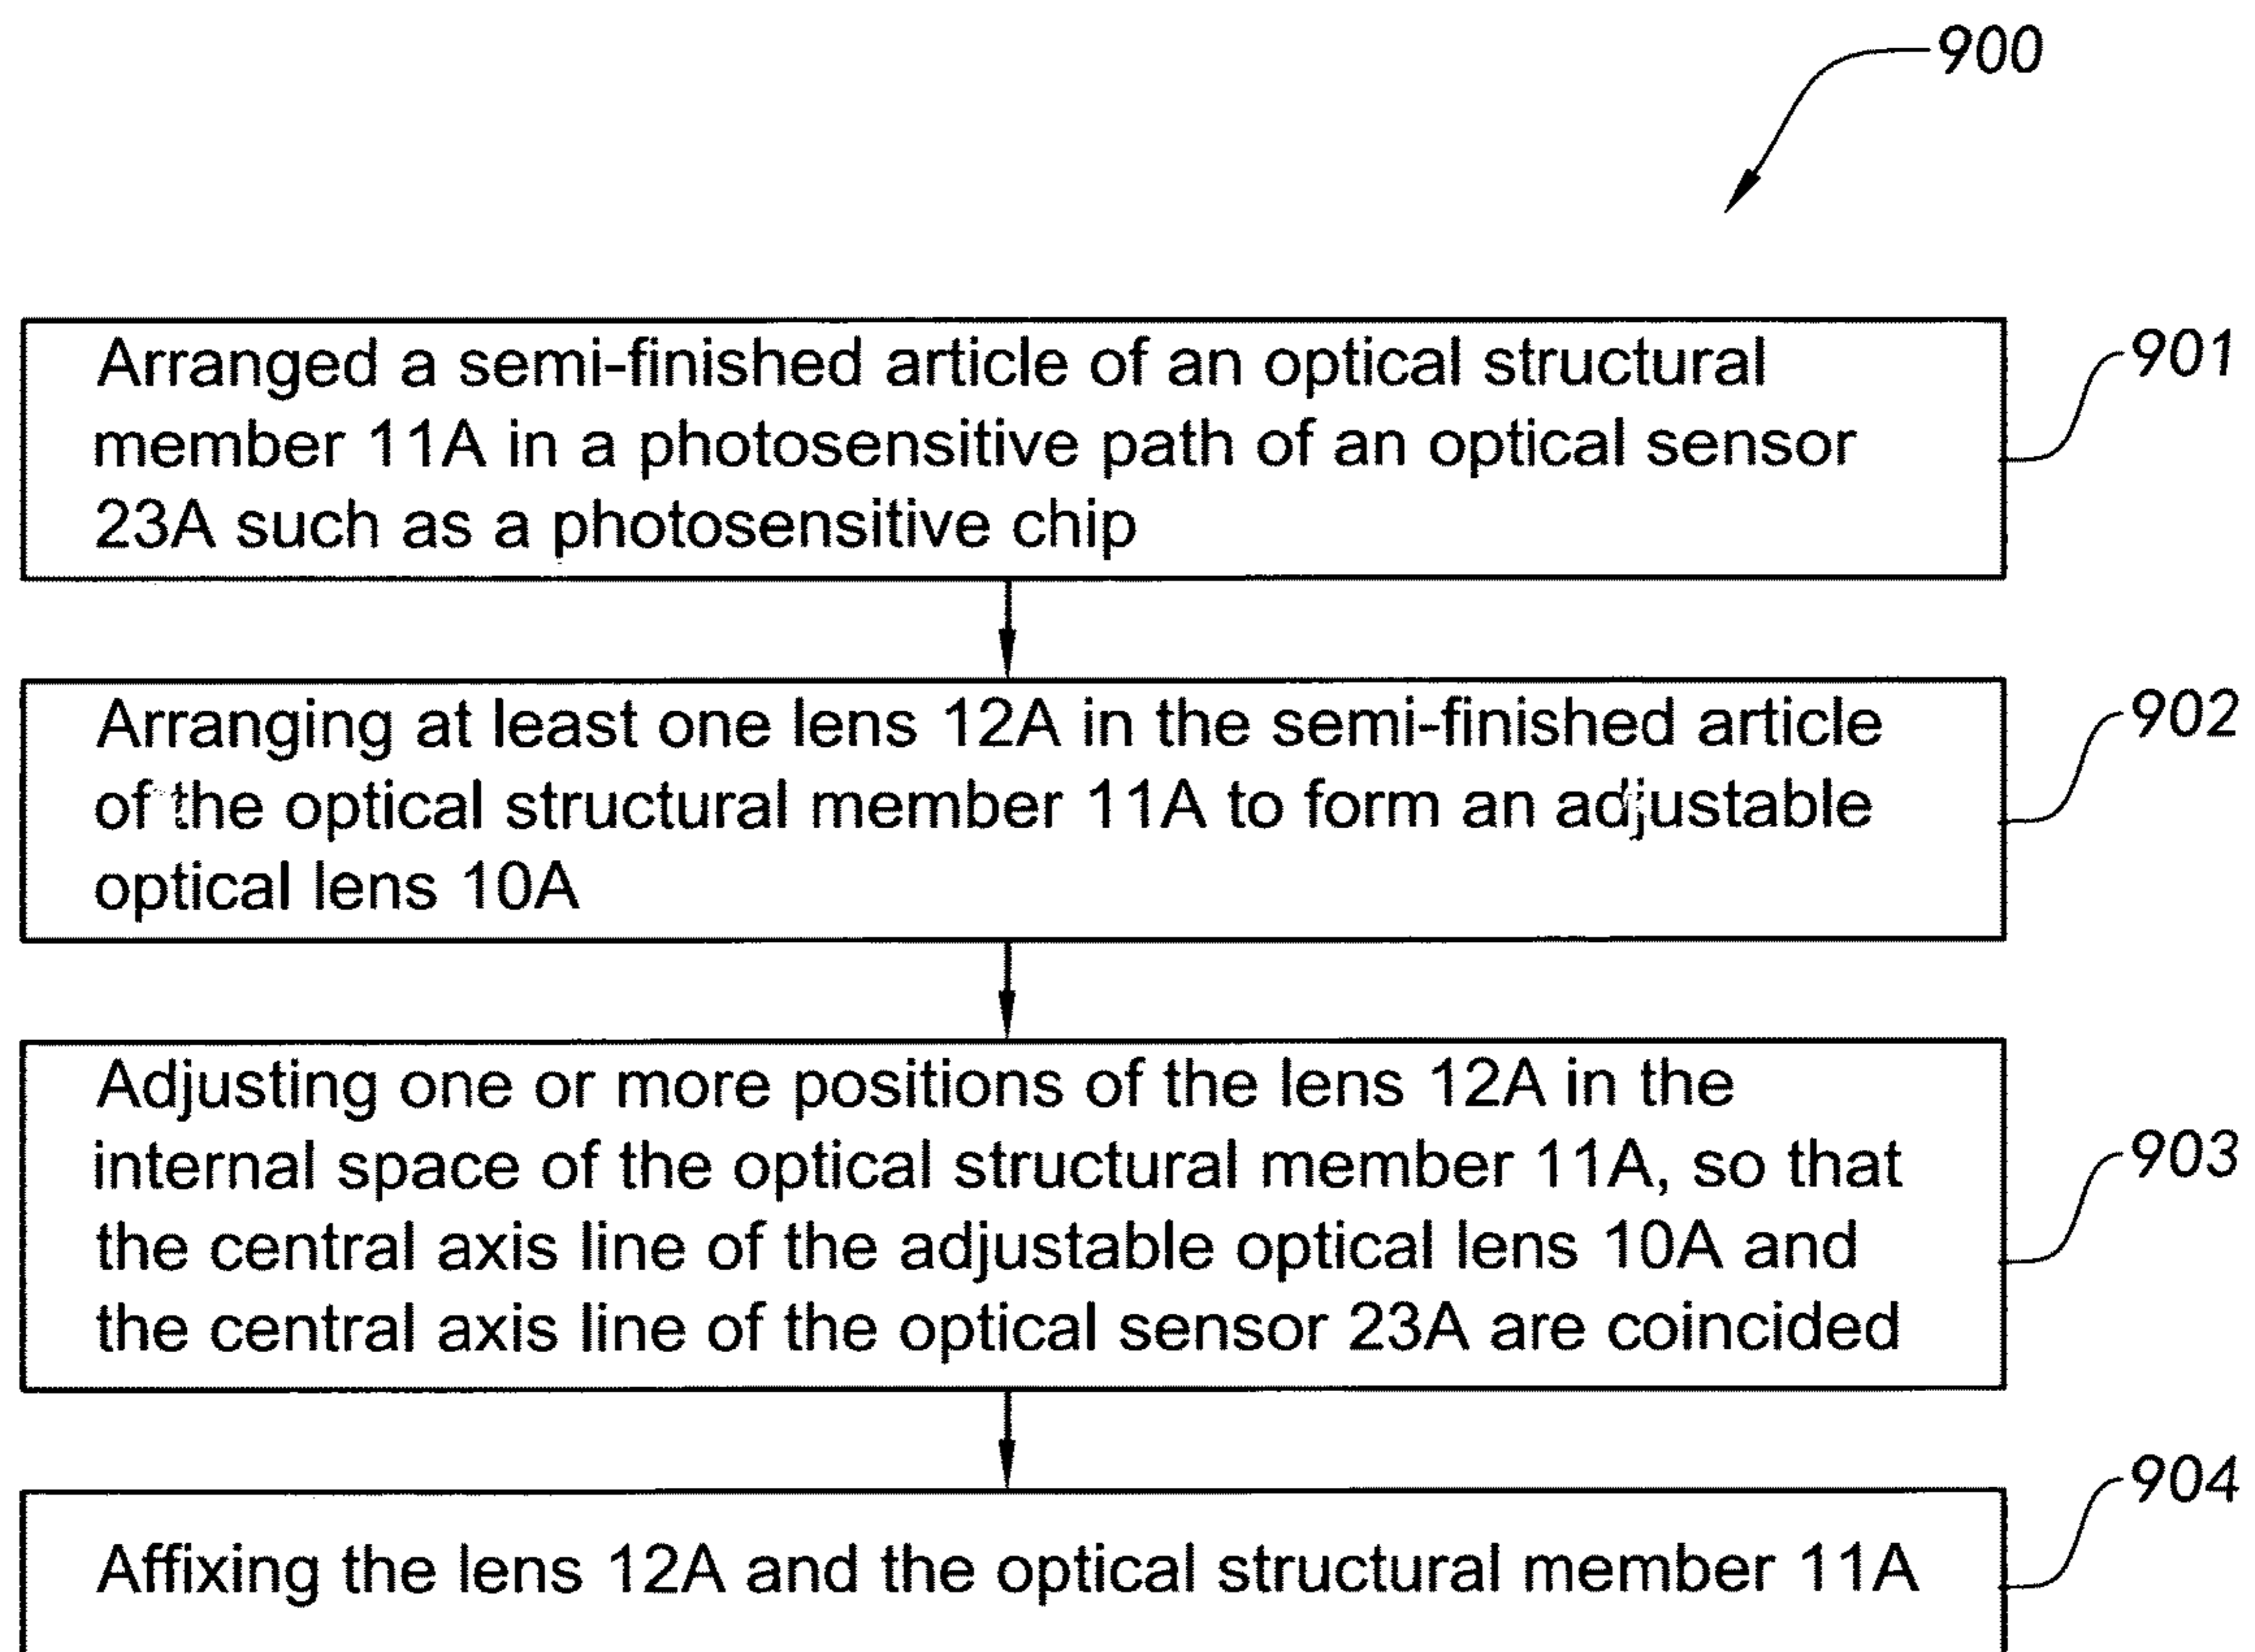 900
Arranged a semi-finished article of an optical structural
member 11A in a photosensitive path of an optical sensor
23A such as a photosensitive chip
901
Arranging at least one lens 12A in the semi-finished article
of the optical structural member 11A to form an adjustable
optical lens 10A
902
Adjusting one or more positions of the lens 12A in the
internal space of the optical structural member 11A, so that
the central axis line of the adjustable optical lens 10A and
the central axis line of the optical sensor 23A are coincided
903
Affixing the lens 12A and the optical structural member 11A
904